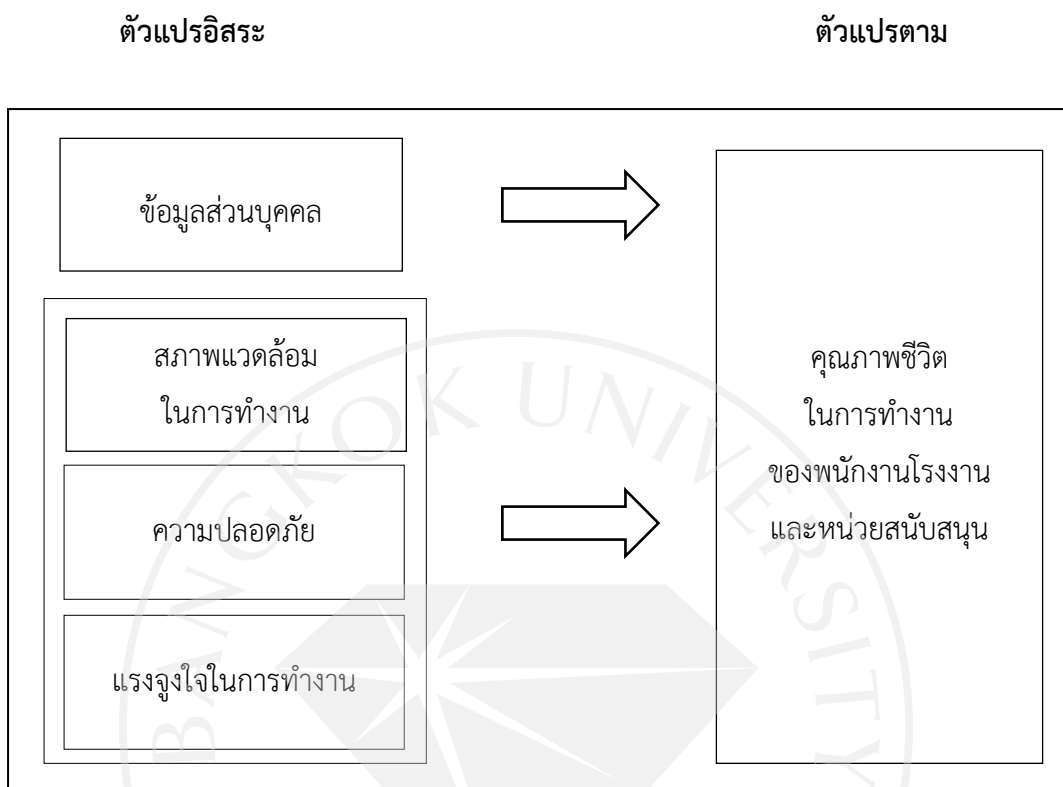 ตัวแปรอิสระ
ตัวแปรตาม
ข้อมูลส่วนบุคคล
สภาพแวดล้อม
ในการทำงาน
ความปลอดภัย
แรงจูงใจในการทำงาน
คุณภาพชีวิต
ในการทำงาน
ของพนักงานโรงงาน
และหน่วยสนับสนุน
BANGKOK UNIVERSITY